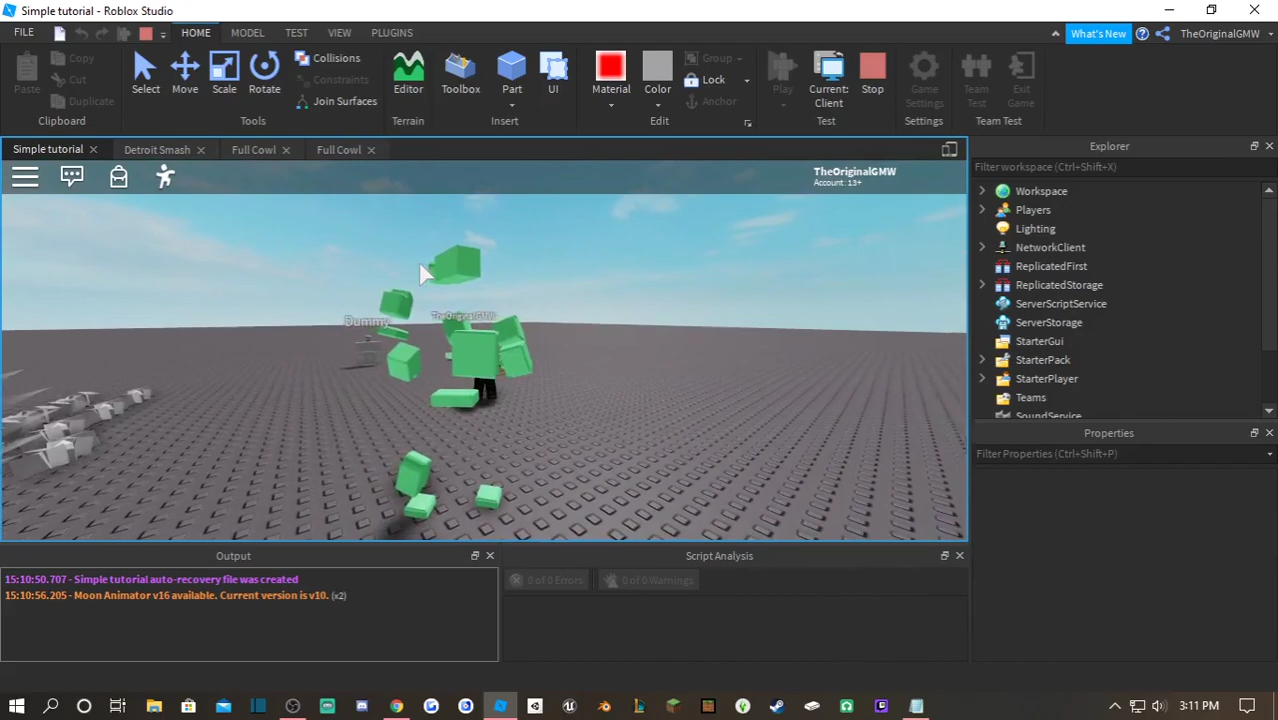 Simple tutorial - Roblox Studio
FILE HOME MODEL TEST VIEW PLUGINS What's New TheOriginalGMW
Paste Copy Cut Duplicate Clipboard
Select Move Scale Rotate Collisions Constraints Join Surfaces Tools
Editor Terrain
Toolbox Part UI Insert
Material Color Group Lock Anchor Edit
Play Current: Client Stop Test
Game Settings Settings
Team Test Exit Game Team Test
Simple tutorial Detroit Smash Full Cowl Full Cowl
TheOriginalGMW
Account: 13+
Dummy
TheOriginalGMW
Explorer
Filter workspace (Ctrl+Shift+X)
Workspace
Players
Lighting
NetworkClient
ReplicatedFirst
ReplicatedStorage
ServerScriptService
ServerStorage
StarterGui
StarterPack
StarterPlayer
Teams
SoundService
Properties
Filter Properties (Ctrl+Shift+P)
Output
15:10:50.707 - Simple tutorial auto-recovery file was created
15:10:56.205 - Moon Animator v16 available. Current version is v10. (x2)
Script Analysis
0 of 0 Errors 0 of 0 Warnings
3:11 PM